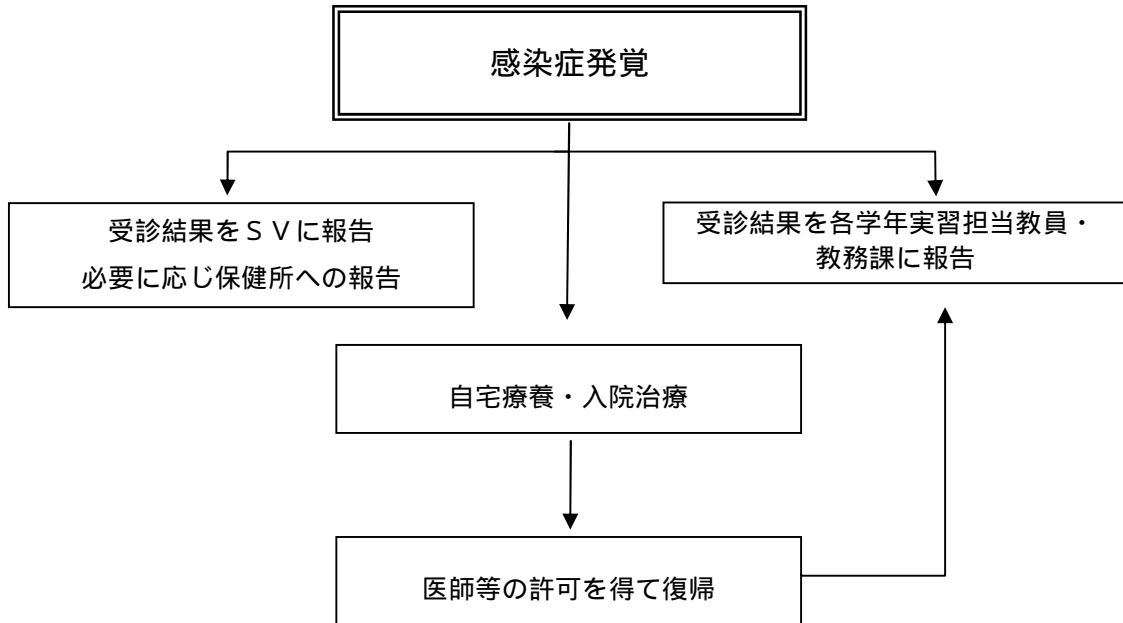 感染症発覚
受診結果をＳＶに報告
必要に応じ保健所への報告
受診結果を各学年実習担当教員・
教務課に報告
自宅療養・入院治療
医師等の許可を得て復帰